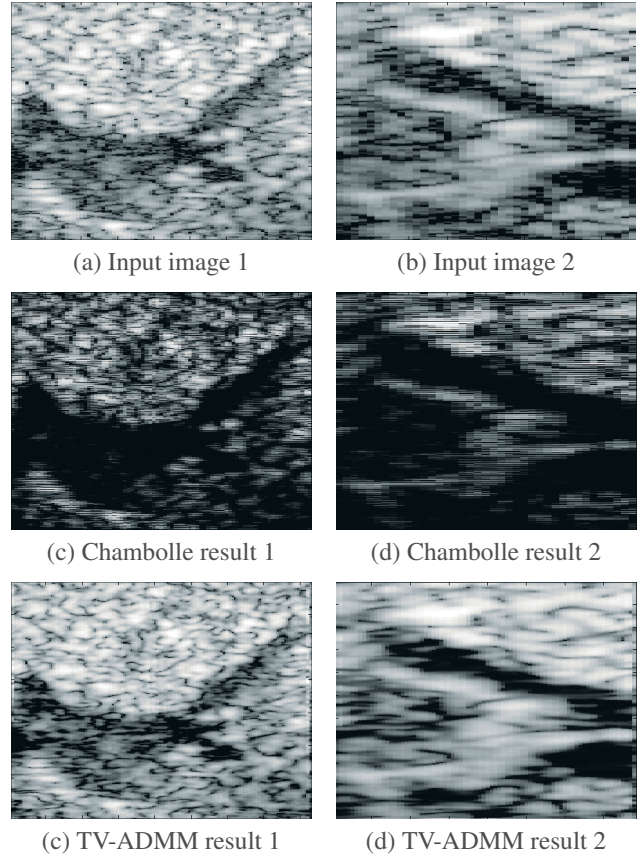 (a) Input image 1
(b) Input image 2
(c) Chambolle result 1
(d) Chambolle result 2
(c) TV-ADMM result 1
(d) TV-ADMM result 2